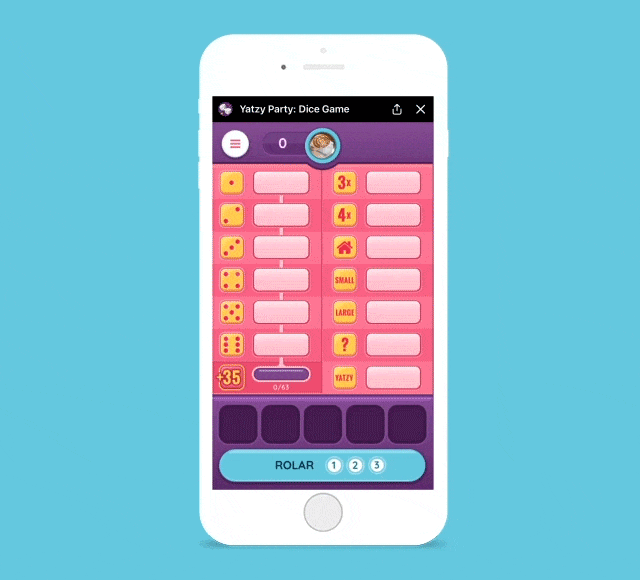 Yatzy Party: Dice Game
0
3x
4x
SMALL
LARGE
?
+35
0/63
YATZY
ROLAR 1 2 3